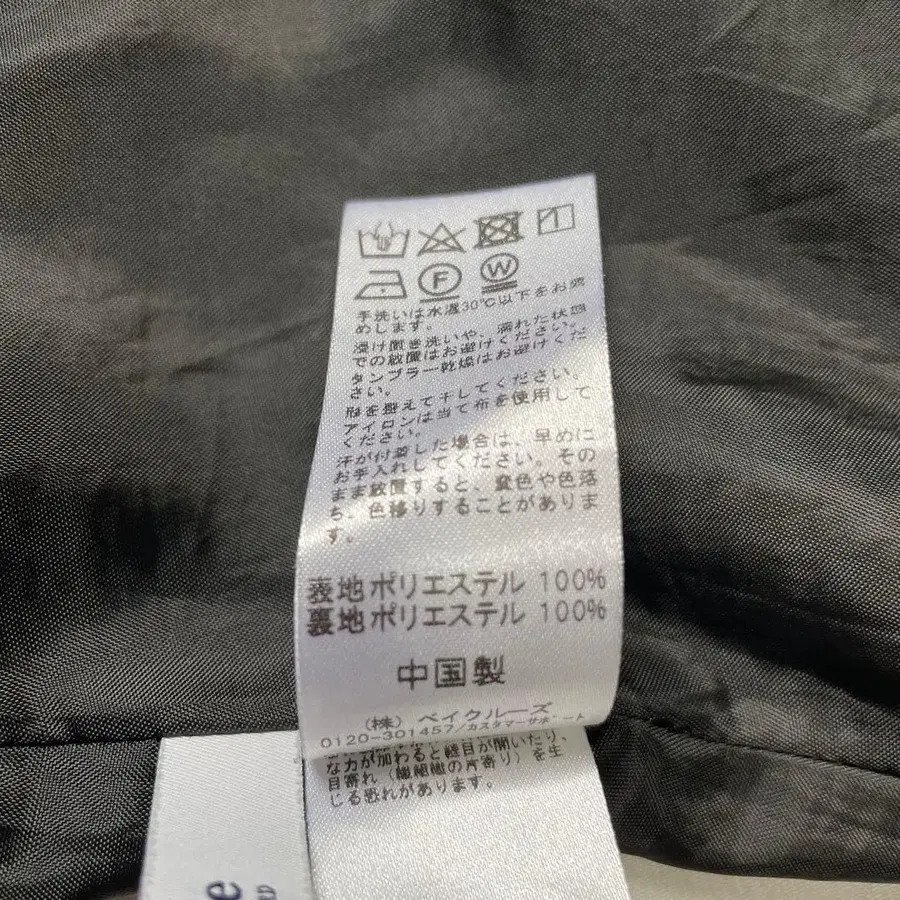 F W
手洗いは水温30℃以下をお勧
めします。
浸け置き洗いや、濡れた状態
での放置はお避けください。
タンブラー乾燥はお避けくだ
さい。
形を整えて干してください。
アイロンは当て布を使用して
ください。
汗が付着した場合は、早めに
お手入れしてください。その
まま放置すると、変色や色落
ち、色移りすることがありま
す。
表地ポリエステル 100%
裏地ポリエステル 100%
中国製
(株) ベイクルーズ
0120-301457/カスタマーサポート
な力が加わると縫目が開いたり、
目寄れ（繊維の片寄り）を生
じる恐れがあります。